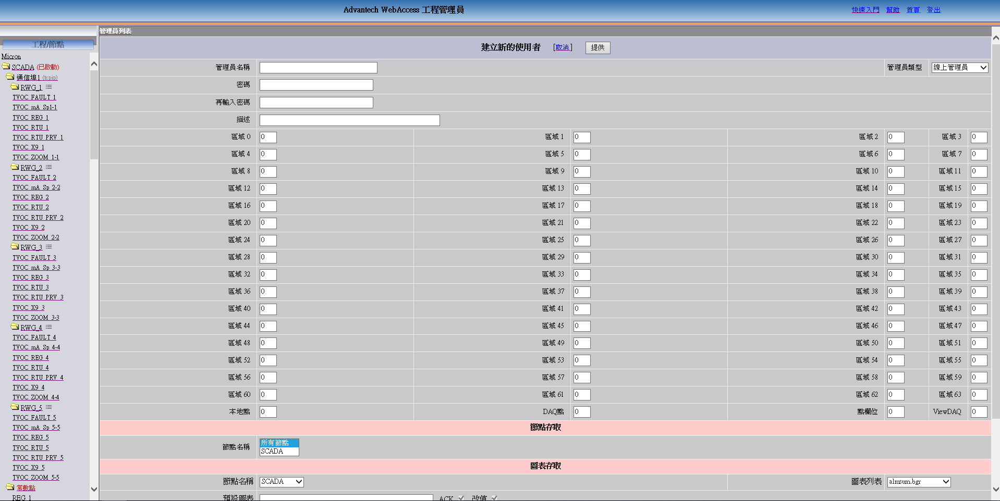 Advantech WebAccess 工程管理員
快速入門 幫助 首頁 登出
工程/節點
Micron
SCADA (已啟動)
通信埠1 (tcpip)
RWG_1
TVOC_FAULT_1
TVOC_mA_Sp1-1
TVOC_REG_1
TVOC_RTU_1
TVOC_RTU_PRV_1
TVOC_X9_1
TVOC_ZOOM_1-1
RWG_2
TVOC_FAULT_2
TVOC_mA_Sp_2-2
TVOC_REG_2
TVOC_RTU_2
TVOC_RTU_PRV_2
TVOC_X9_2
TVOC_ZOOM_2-2
RWG_3
TVOC_FAULT_3
TVOC_mA_Sp_3-3
TVOC_REG_3
TVOC_RTU_3
TVOC_RTU_PRV_3
TVOC_X9_3
TVOC_ZOOM_3-3
RWG_4
TVOC_FAULT_4
TVOC_mA_Sp_4-4
TVOC_REG_4
TVOC_RTU_4
TVOC_RTU_PRV_4
TVOC_X9_4
TVOC_ZOOM_4-4
RWG_5
TVOC_FAULT_5
TVOC_mA_Sp_5-5
TVOC_REG_5
TVOC_RTU_5
TVOC_RTU_PRV_5
TVOC_X9_5
TVOC_ZOOM_5-5
常數點
REG_1
管理員列表
建立新的使用者 [取消] 提供
管理員名稱 管理員類型 線上管理員
密碼
再輸入密碼
描述
區域 0 0 區域 1 0 區域 2 0 區域 3 0
區域 4 0 區域 5 0 區域 6 0 區域 7 0
區域 8 0 區域 9 0 區域 10 0 區域 11 0
區域 12 0 區域 13 0 區域 14 0 區域 15 0
區域 16 0 區域 17 0 區域 18 0 區域 19 0
區域 20 0 區域 21 0 區域 22 0 區域 23 0
區域 24 0 區域 25 0 區域 26 0 區域 27 0
區域 28 0 區域 29 0 區域 30 0 區域 31 0
區域 32 0 區域 33 0 區域 34 0 區域 35 0
區域 36 0 區域 37 0 區域 38 0 區域 39 0
區域 40 0 區域 41 0 區域 42 0 區域 43 0
區域 44 0 區域 45 0 區域 46 0 區域 47 0
區域 48 0 區域 49 0 區域 50 0 區域 51 0
區域 52 0 區域 53 0 區域 54 0 區域 55 0
區域 56 0 區域 57 0 區域 58 0 區域 59 0
區域 60 0 區域 61 0 區域 62 0 區域 63 0
本地點 0 DAQ點 0 點欄位 0 ViewDAQ 0
節點存取
節點名稱 所有節點
SCADA
圖表存取
節點名稱 SCADA 圖表列表 almsum.bgr
預設圖表 ACK 改值